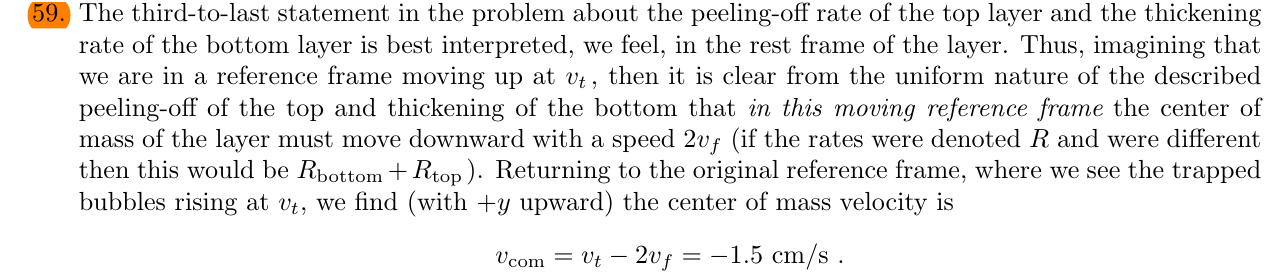 59. The third-to-last statement in the problem about the peeling-off rate of the top layer and the thickening
rate of the bottom layer is best interpreted, we feel, in the rest frame of the layer. Thus, imagining that
we are in a reference frame moving up at vₜ, then it is clear from the uniform nature of the described
peeling-off of the top and thickening of the bottom that in this moving reference frame the center of
mass of the layer must move downward with a speed 2v_f (if the rates were denoted R and were different
then this would be R_bottom + R_top). Returning to the original reference frame, where we see the trapped
bubbles rising at vₜ, we find (with +y upward) the center of mass velocity is
v_com = vₜ − 2v_f = −1.5 cm/s .